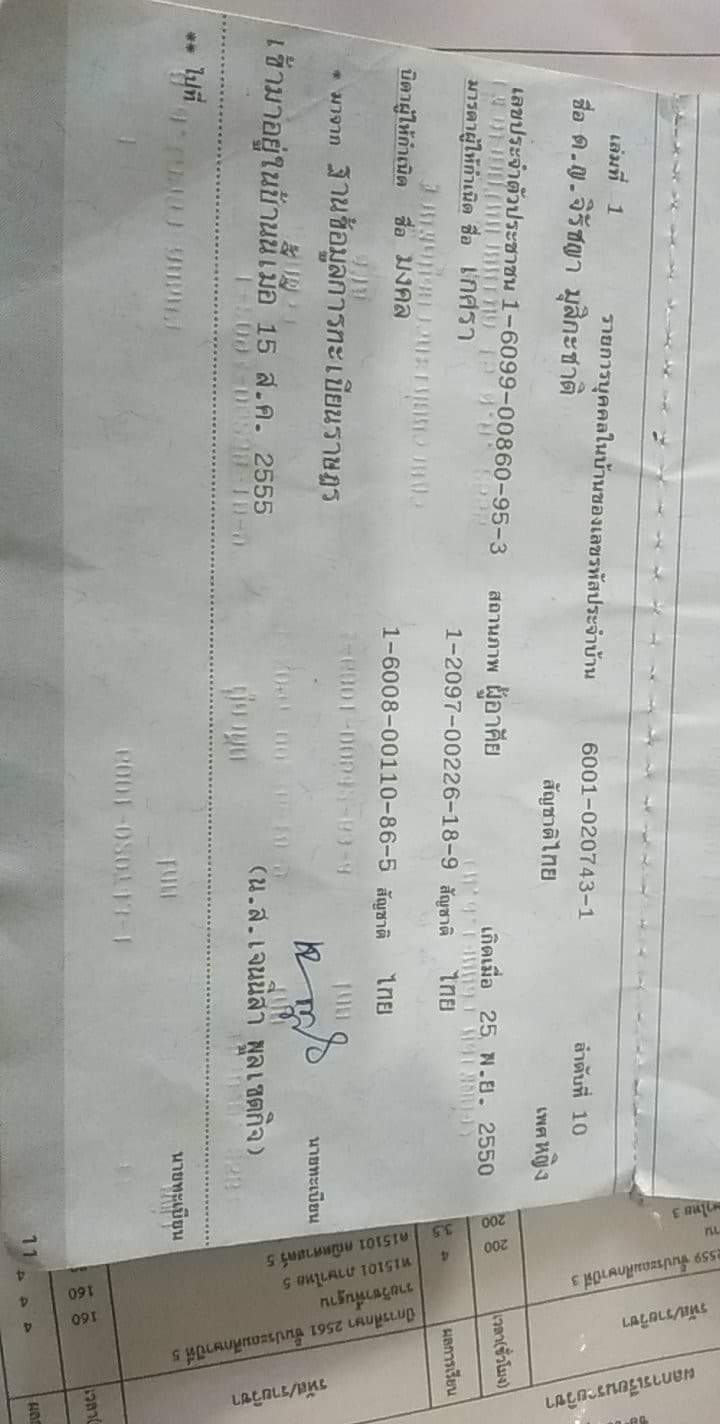 เล่มที่ 1 รายการบุคคลในบ้านของเลขรหัสประจำบ้าน 6001-020743-1 ลำดับที่ 10
ชื่อ ด.ญ.จิรัชญา มุสิกะชาติ สัญชาติไทย เพศ หญิง
เลขประจำตัวประชาชน 1-6099-00860-95-3 สถานภาพ ผู้อาศัย เกิดเมื่อ 25 พ.ย. 2550
มารดาผู้ให้กำเนิด ชื่อ เกศรา 1-2097-00226-18-9 สัญชาติ ไทย
บิดาผู้ให้กำเนิด ชื่อ มงคล 1-6008-00110-86-5 สัญชาติ ไทย
* มาจาก ฐานข้อมูลการทะเบียนราษฎร
นายทะเบียน
เข้ามาอยู่ในบ้านนี้เมื่อ 15 ส.ค. 2555 (น.ส.เจนนิสา พูลเชตกิจ)
** ไปที่
นายทะเบียน
11
ผลการเรียนรายวิชา
รหัส/รายวิชา เวลา(ชั่วโมง) ผลการเรียน รหัส/รายวิชา เวลา(
2559 ชั้นประถมศึกษาปีที่ 3 ปีการศึกษา 2561 ชั้นประถมศึกษาปีที่ 5
รายวิชาพื้นฐาน
200 4 ท15101 ภาษาไทย 5 160 4
200 3.5 ค15101 คณิตศาสตร์ 5 160 4